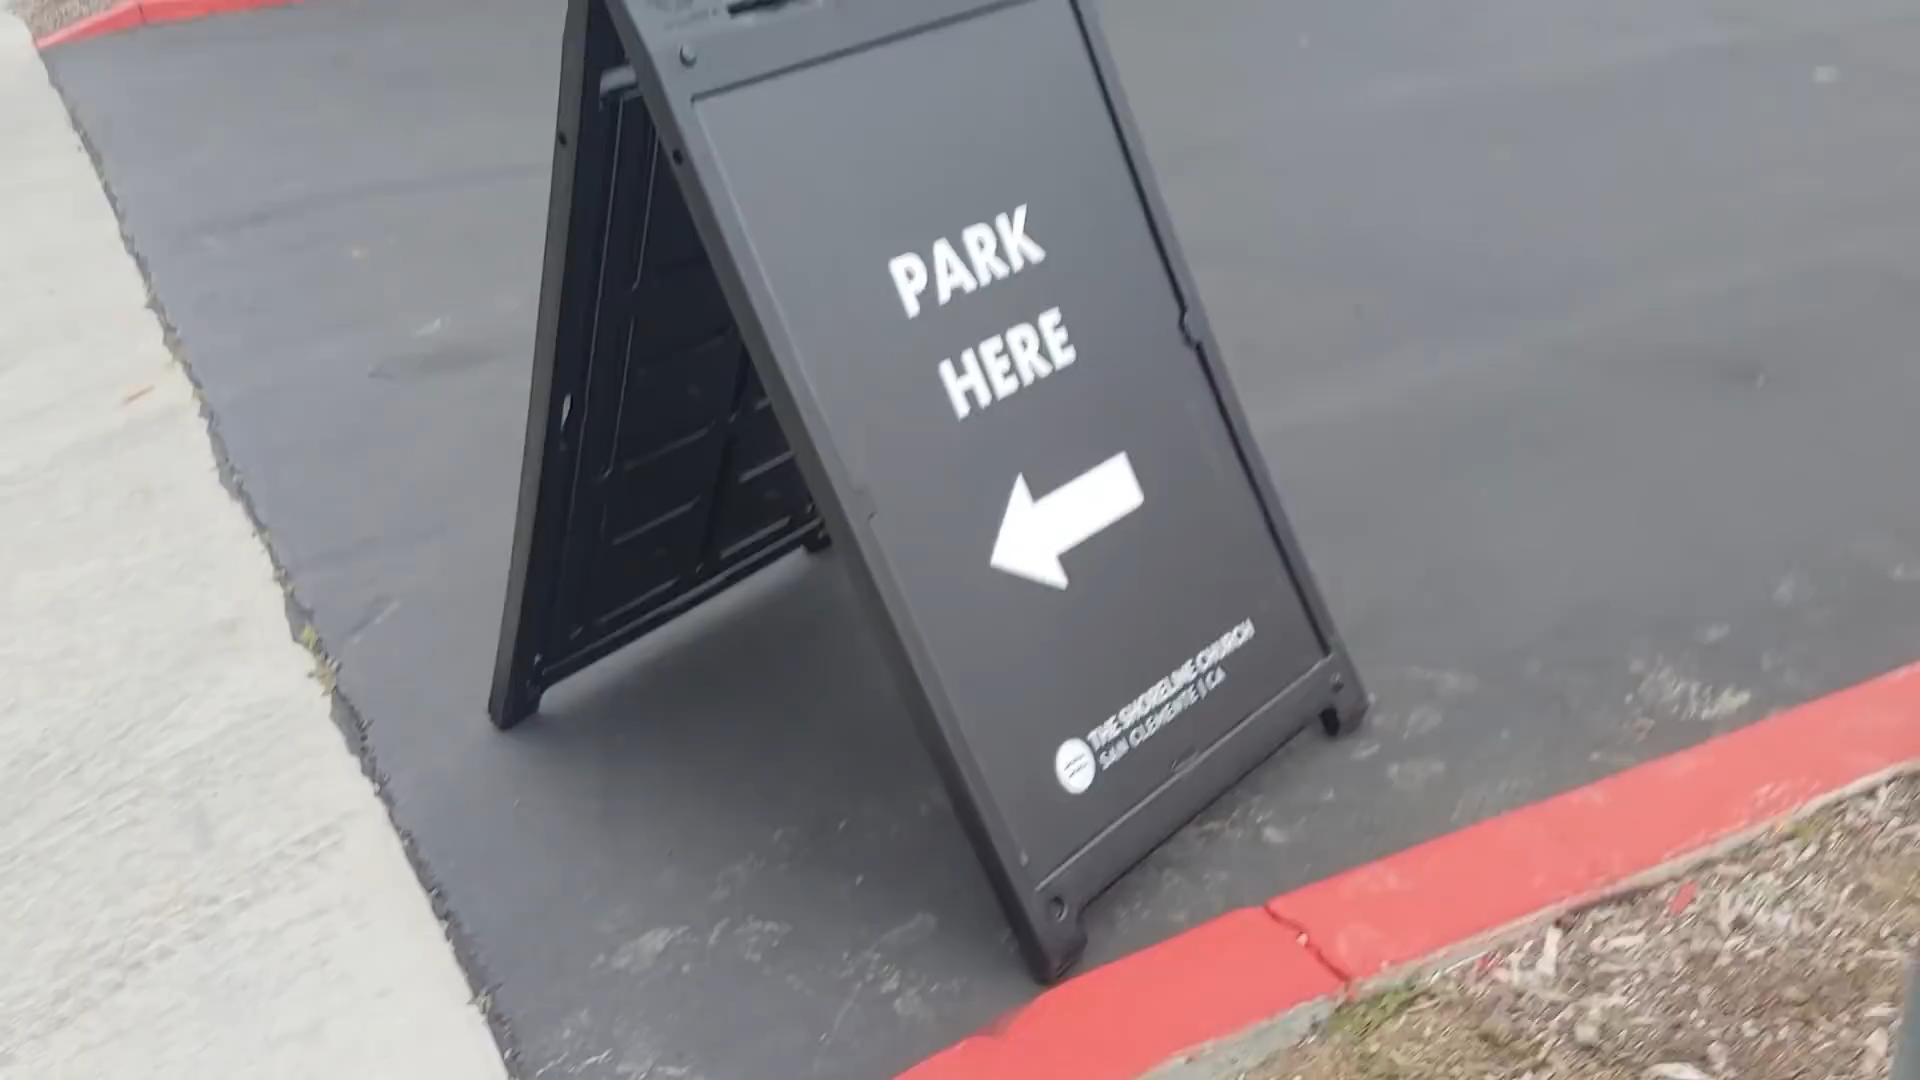 PARK
HERE
THE SHORELINE CHURCH
SAN CLEMENTE | CA